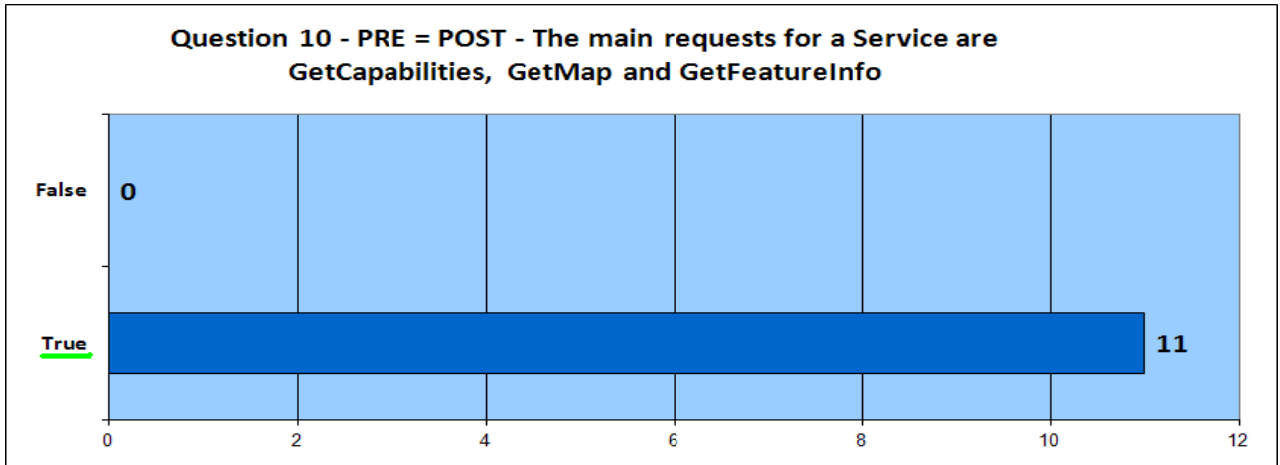 Question 10 - PRE = POST - The main requests for a Service are
GetCapabilities, GetMap and GetFeatureInfo
False 0
True 11
0 2 4 6 8 10 12